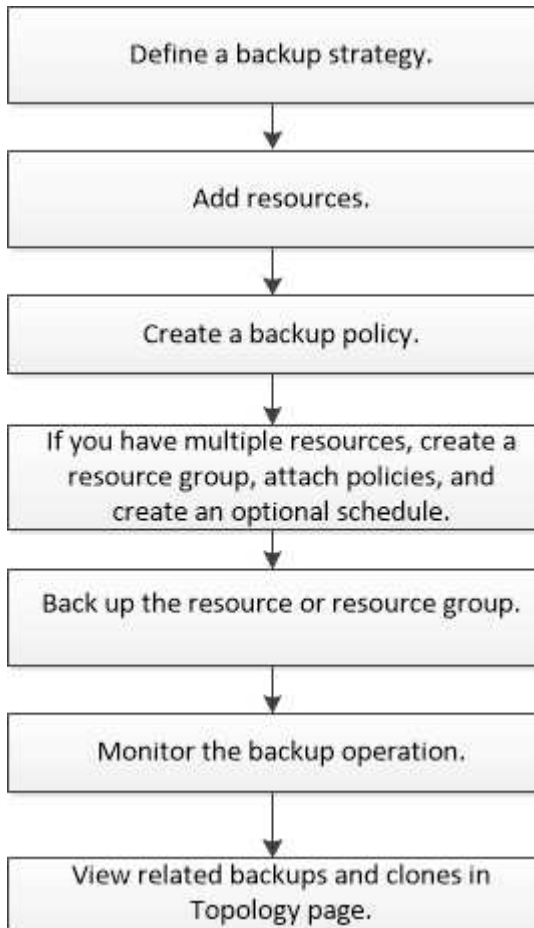 Define a backup strategy.
Add resources.
Create a backup policy.
If you have multiple resources, create a
resource group, attach policies, and
create an optional schedule.
Back up the resource or resource group.
Monitor the backup operation.
View related backups and clones in
Topology page.